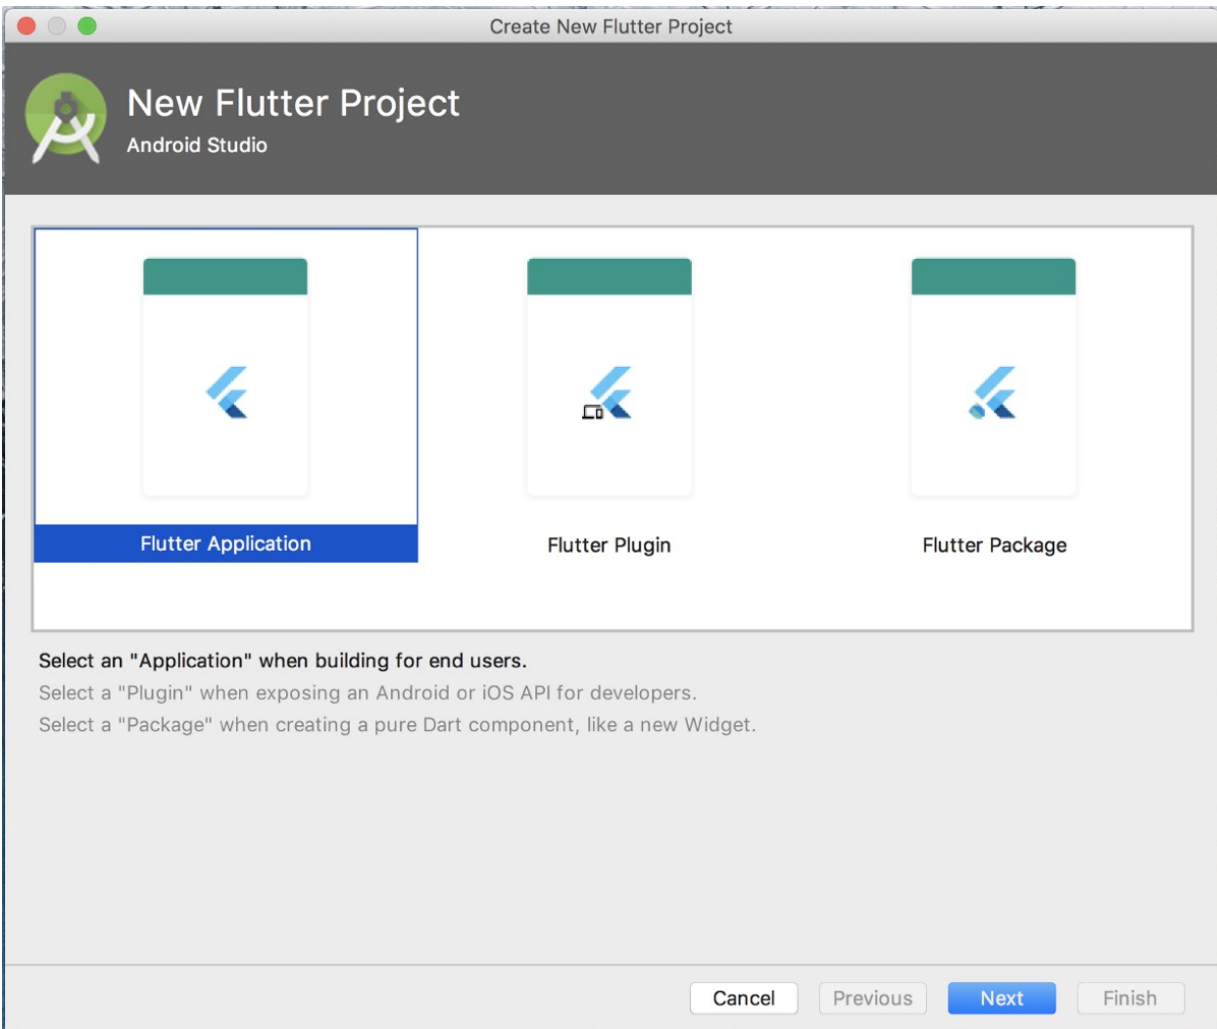 Create New Flutter Project
New Flutter Project
Android Studio
Flutter Application
Flutter Plugin
Flutter Package
Select an "Application" when building for end users.
Select a "Plugin" when exposing an Android or iOS API for developers.
Select a "Package" when creating a pure Dart component, like a new Widget.
Cancel
Previous
Next
Finish